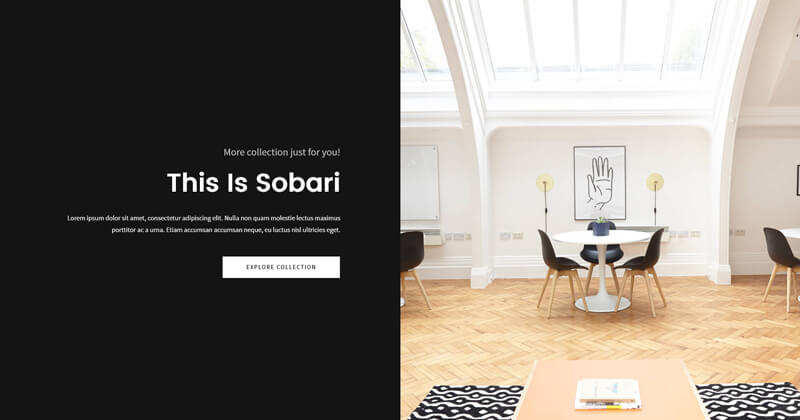 More collection just for you!
This Is Sobari
Lorem ipsum dolor sit amet, consectetur adipiscing elit. Nulla non quam molestie lectus maximus
porttitor ac a urna. Etiam accumsan accumsan neque, eu luctus nisl ultricies eget.
EXPLORE COLLECTION